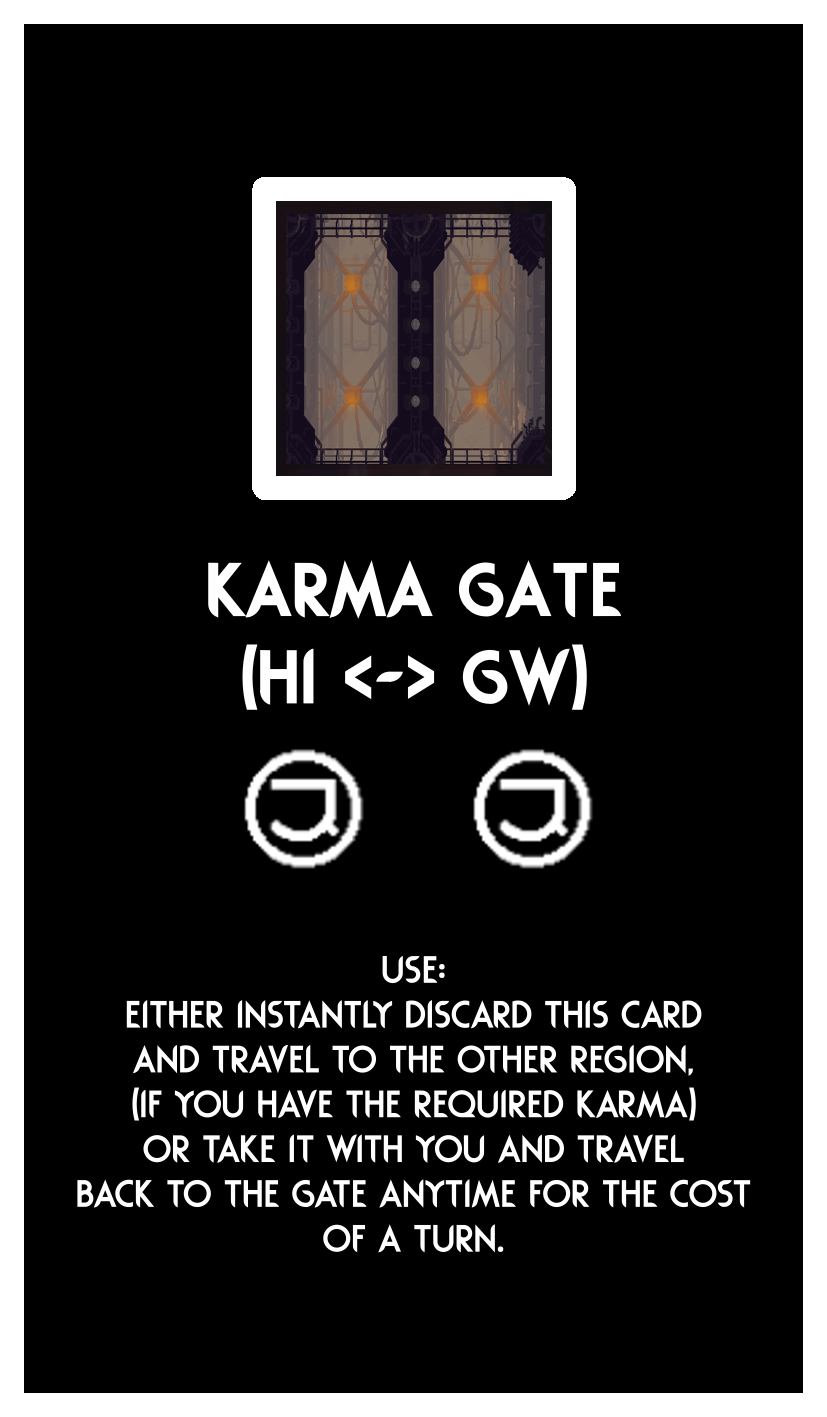 KARMA GATE
(HI <-> GW)
USE:
EITHER INSTANTLY DISCARD THIS CARD
AND TRAVEL TO THE OTHER REGION,
(IF YOU HAVE THE REQUIRED KARMA)
OR TAKE IT WITH YOU AND TRAVEL
BACK TO THE GATE ANYTIME FOR THE COST
OF A TURN.